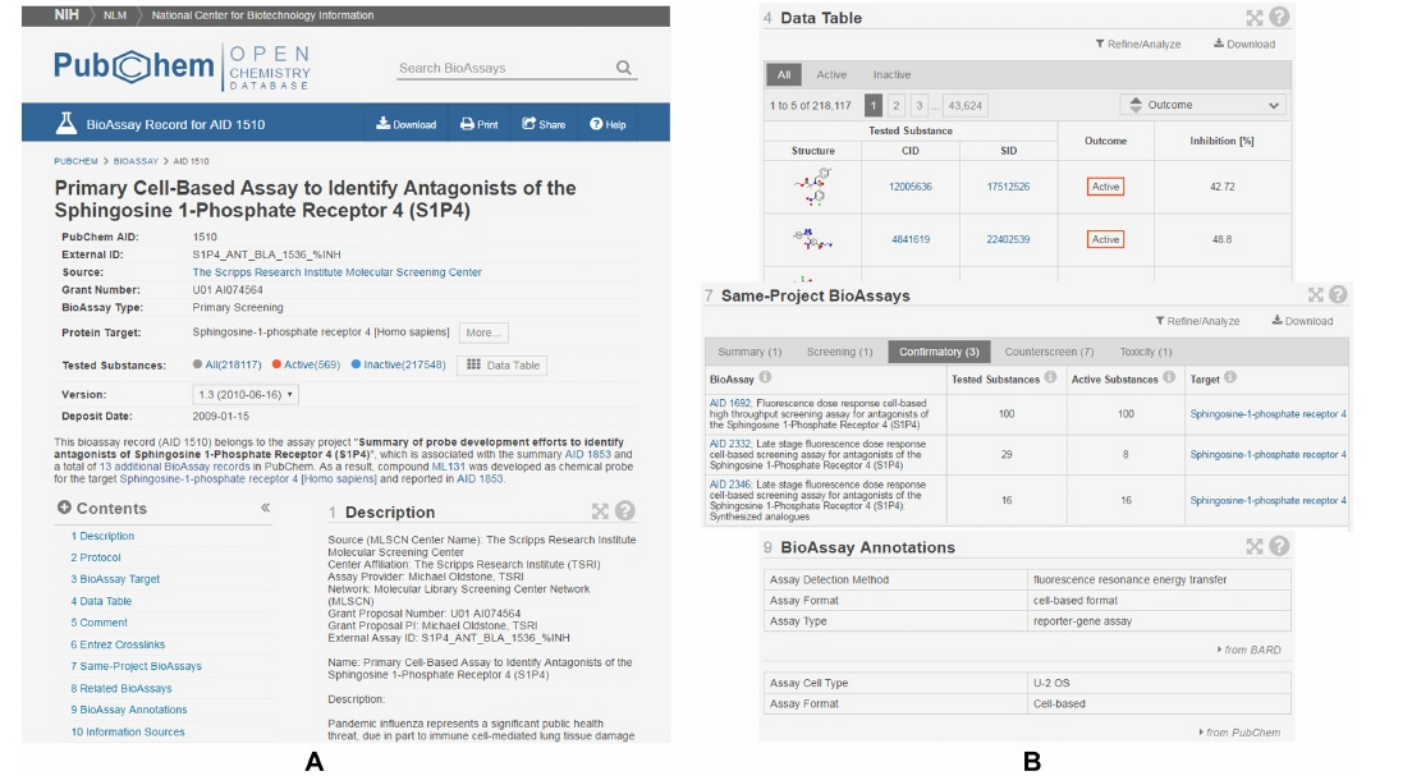 NIH NLM National Center for Biotechnology Information
PubChem OPEN CHEMISTRY DATABASE
Search BioAssays
BioAssay Record for AID 1510 Download Print Share Help
PUBCHEM > BIOASSAY > AID 1510
Primary Cell-Based Assay to Identify Antagonists of the
Sphingosine 1-Phosphate Receptor 4 (S1P4)
PubChem AID: 1510
External ID: S1P4_ANT_BLA_1536_%INH
Source: The Scripps Research Institute Molecular Screening Center
Grant Number: U01 AI074564
BioAssay Type: Primary Screening
Protein Target: Sphingosine-1-phosphate receptor 4 [Homo sapiens] More...
Tested Substances: All(218117) Active(569) Inactive(217548) Data Table
Version: 1.3 (2010-06-16)
Deposit Date: 2009-01-15
This bioassay record (AID 1510) belongs to the assay project "Summary of probe development efforts to identify
antagonists of Sphingosine 1-Phosphate Receptor 4 (S1P4)", which is associated with the summary AID 1853 and
a total of 13 additional BioAssay records in PubChem. As a result, compound ML131 was developed as chemical probe
for the target Sphingosine-1-phosphate receptor 4 [Homo sapiens] and reported in AID 1853.
Contents «
1 Description
2 Protocol
3 BioAssay Target
4 Data Table
5 Comment
6 Entrez Crosslinks
7 Same-Project BioAssays
8 Related BioAssays
9 BioAssay Annotations
10 Information Sources
1 Description ?
Source (MLSCN Center Name): The Scripps Research Institute
Molecular Screening Center
Center Affiliation: The Scripps Research Institute (TSRI)
Assay Provider: Michael Oldstone, TSRI
Network: Molecular Library Screening Center Network
(MLSCN)
Grant Proposal Number: U01 AI074564
Grant Proposal PI: Michael Oldstone, TSRI
External Assay ID: S1P4_ANT_BLA_1536_%INH
Name: Primary Cell-Based Assay to Identify Antagonists of the
Sphingosine 1-Phosphate Receptor 4 (S1P4)
Description:
Pandemic influenza represents a significant public health
threat, due in part to immune cell-mediated lung tissue damage
A
4 Data Table ?
Refine/Analyze Download
All Active Inactive
1 to 5 of 218,117 1 2 3 ... 43,624 Outcome
Tested Substance Outcome Inhibition [%]
Structure CID SID
12005636 17512526 Active 42.72
4841619 22402539 Active 48.8
7 Same-Project BioAssays ?
Refine/Analyze Download
Summary (1) Screening (1) Confirmatory (3) Counterscreen (7) Toxicity (1)
BioAssay Tested Substances Active Substances Target
AID 1692; Fluorescence dose response cell-based
high throughput screening assay for antagonists of
the Sphingosine 1-Phosphate Receptor 4 (S1P4)
100 100 Sphingosine-1-phosphate receptor 4
AID 2332; Late stage fluorescence dose response
cell-based screening assay for antagonists of the
Sphingosine 1-Phosphate Receptor 4 (S1P4)
29 8 Sphingosine-1-phosphate receptor 4
AID 2346; Late stage fluorescence dose response
cell-based screening assay for antagonists of the
Sphingosine 1-Phosphate Receptor 4 (S1P4):
Synthesized analogues
16 16 Sphingosine-1-phosphate receptor 4
9 BioAssay Annotations ?
Assay Detection Method fluorescence resonance energy transfer
Assay Format cell-based format
Assay Type reporter-gene assay
from BARD
Assay Cell Type U-2 OS
Assay Format Cell-based
from PubChem
B